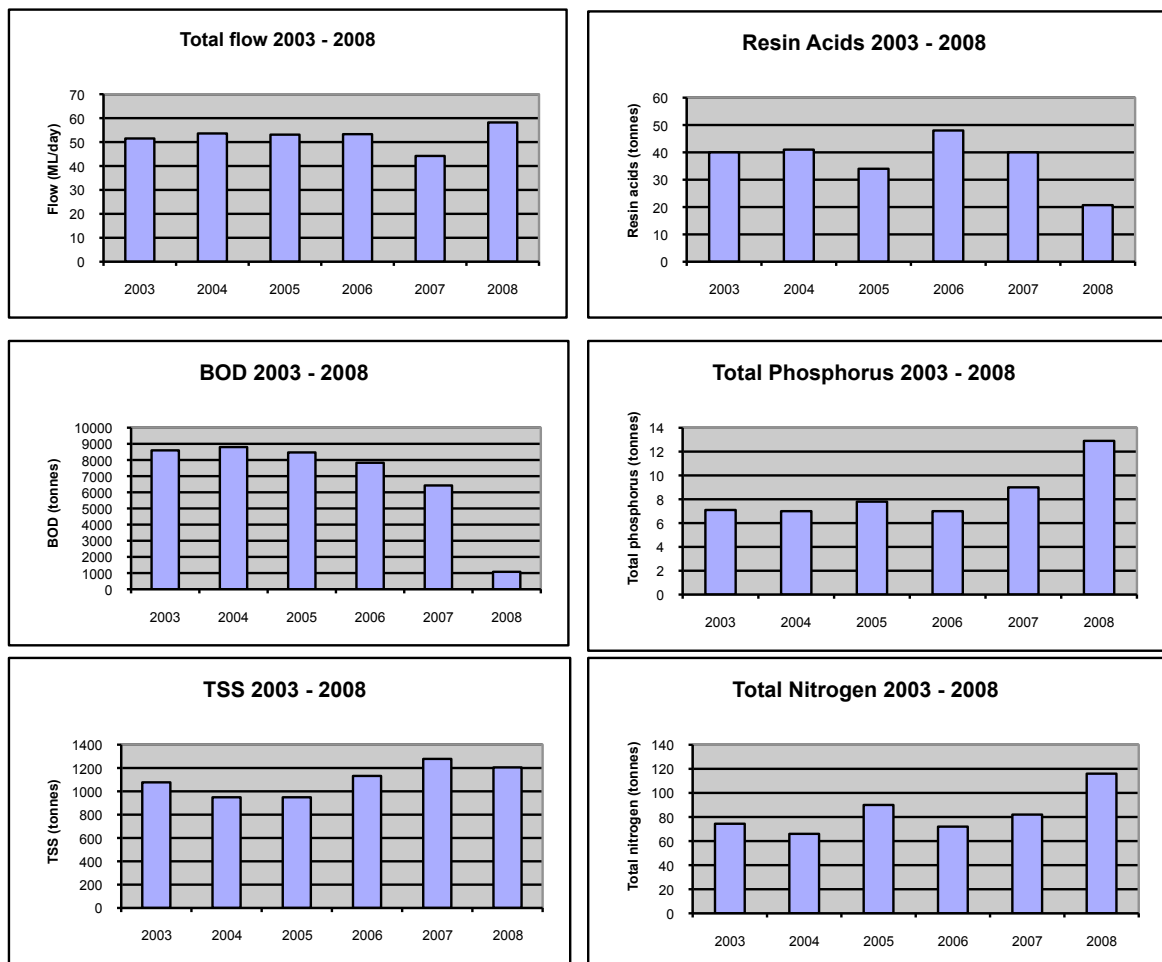 Total flow 2003 - 2008
Flow (ML/day)
70
60
50
40
30
20
10
0
2003 2004 2005 2006 2007 2008
Resin Acids 2003 - 2008
Resin acids (tonnes)
60
50
40
30
20
10
0
2003 2004 2005 2006 2007 2008
BOD 2003 - 2008
BOD (tonnes)
10000
9000
8000
7000
6000
5000
4000
3000
2000
1000
0
2003 2004 2005 2006 2007 2008
Total Phosphorus 2003 - 2008
Total phosphorus (tonnes)
14
12
10
8
6
4
2
0
2003 2004 2005 2006 2007 2008
TSS 2003 - 2008
TSS (tonnes)
1400
1200
1000
800
600
400
200
0
2003 2004 2005 2006 2007 2008
Total Nitrogen 2003 - 2008
Total nitrogen (tonnes)
140
120
100
80
60
40
20
0
2003 2004 2005 2006 2007 2008